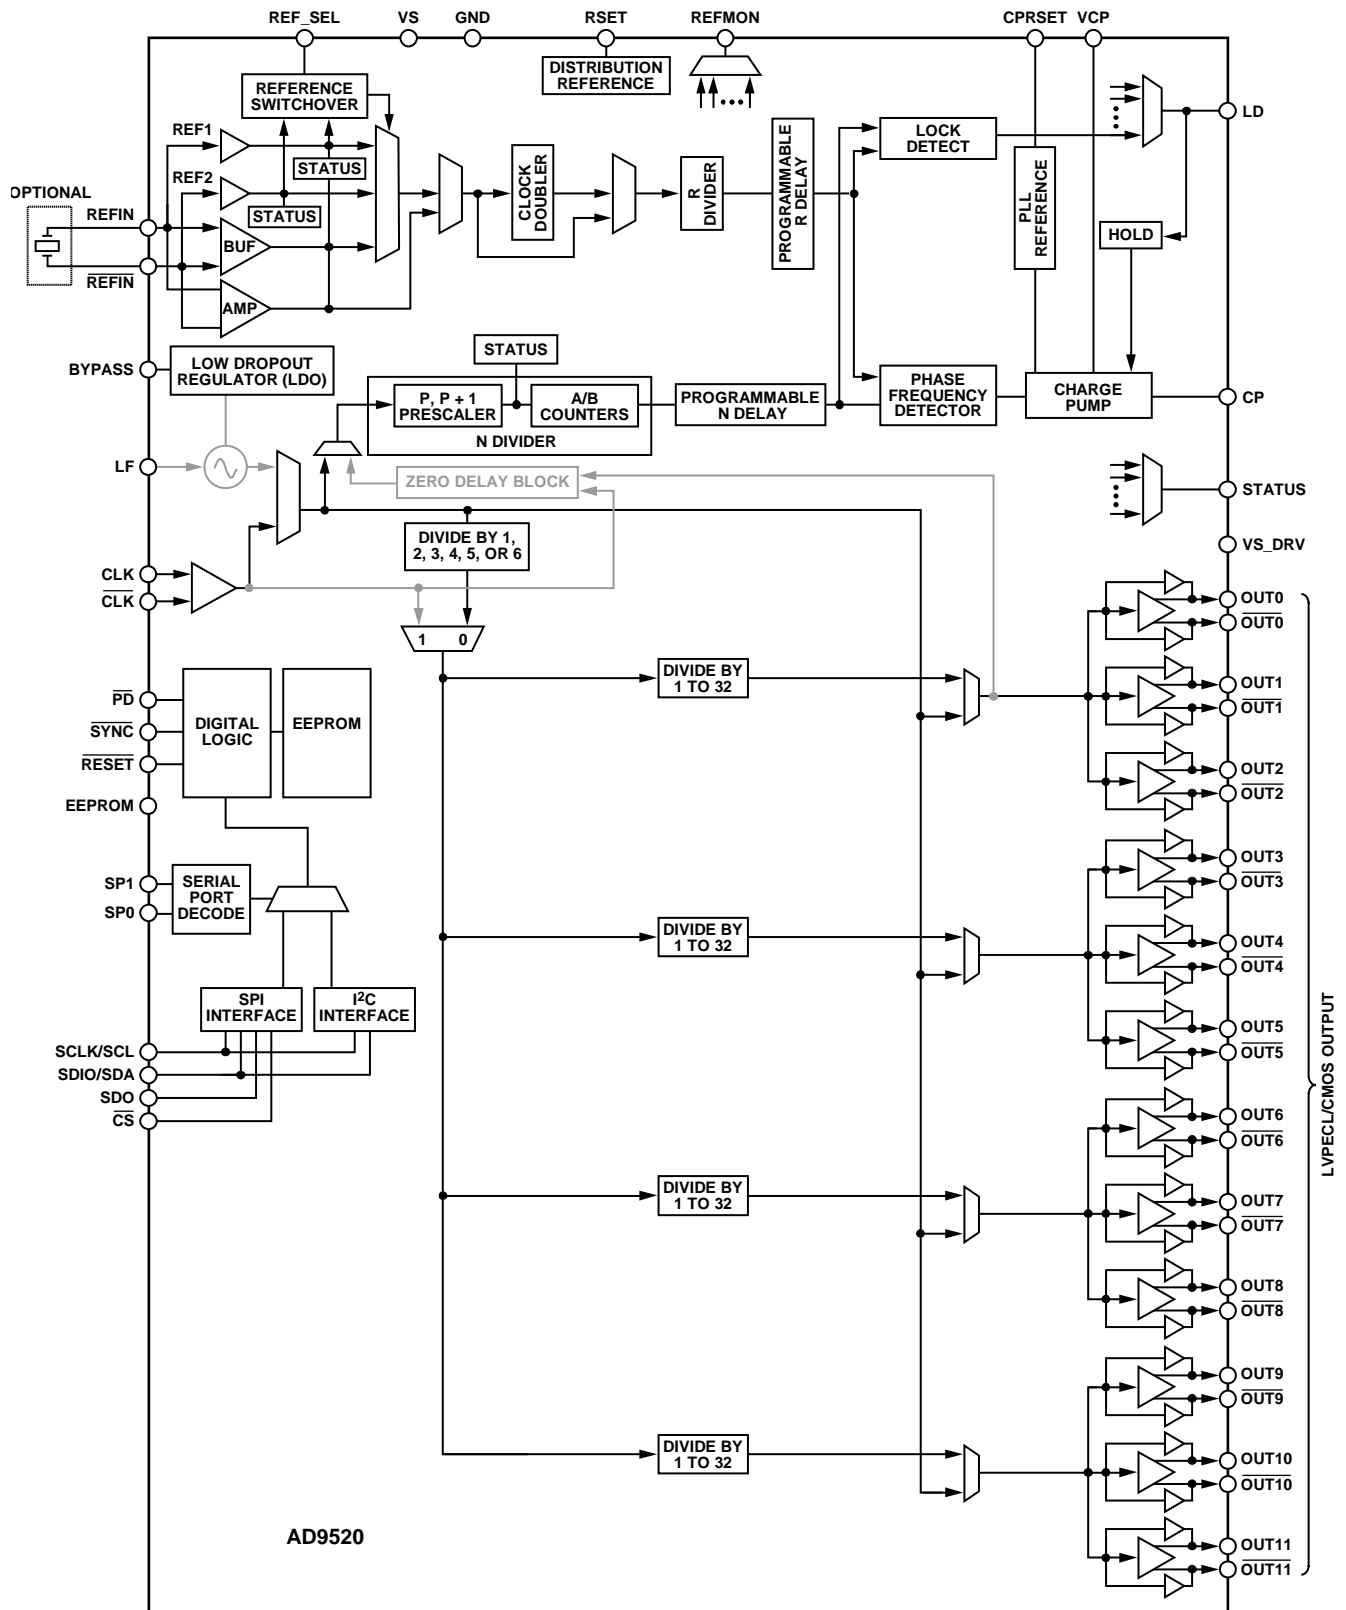 REF_SEL VS GND RSET REFMON CPRSET VCP
DISTRIBUTION
REFERENCE
REFERENCE
SWITCHOVER
LD
REF1
LOCK
DETECT
STATUS
REF2
STATUS
CLOCK
DOUBLER
R
DIVIDER
PROGRAMMABLE
R DELAY
PLL
REFERENCE
OPTIONAL
REFIN
BUF
HOLD
REFIN
AMP
STATUS
BYPASS
LOW DROPOUT
REGULATOR (LDO)
P, P + 1
PRESCALER
A/B
COUNTERS
N DIVIDER
PROGRAMMABLE
N DELAY
PHASE
FREQUENCY
DETECTOR
CHARGE
PUMP
CP
LF
ZERO DELAY BLOCK
STATUS
DIVIDE BY 1,
2, 3, 4, 5, OR 6
VS_DRV
CLK
CLK
1 0
OUT0
OUT0
DIVIDE BY
1 TO 32
OUT1
OUT1
PD
SYNC
RESET
DIGITAL
LOGIC
EEPROM
OUT2
OUT2
EEPROM
OUT3
OUT3
SP1
SP0
SERIAL
PORT
DECODE
DIVIDE BY
1 TO 32
OUT4
OUT4
SPI
INTERFACE
I2C
INTERFACE
OUT5
OUT5
SCLK/SCL
SDIO/SDA
SDO
CS
LVPECL/CMOS OUTPUT
OUT6
OUT6
DIVIDE BY
1 TO 32
OUT7
OUT7
OUT8
OUT8
OUT9
OUT9
DIVIDE BY
1 TO 32
OUT10
OUT10
AD9520
OUT11
OUT11